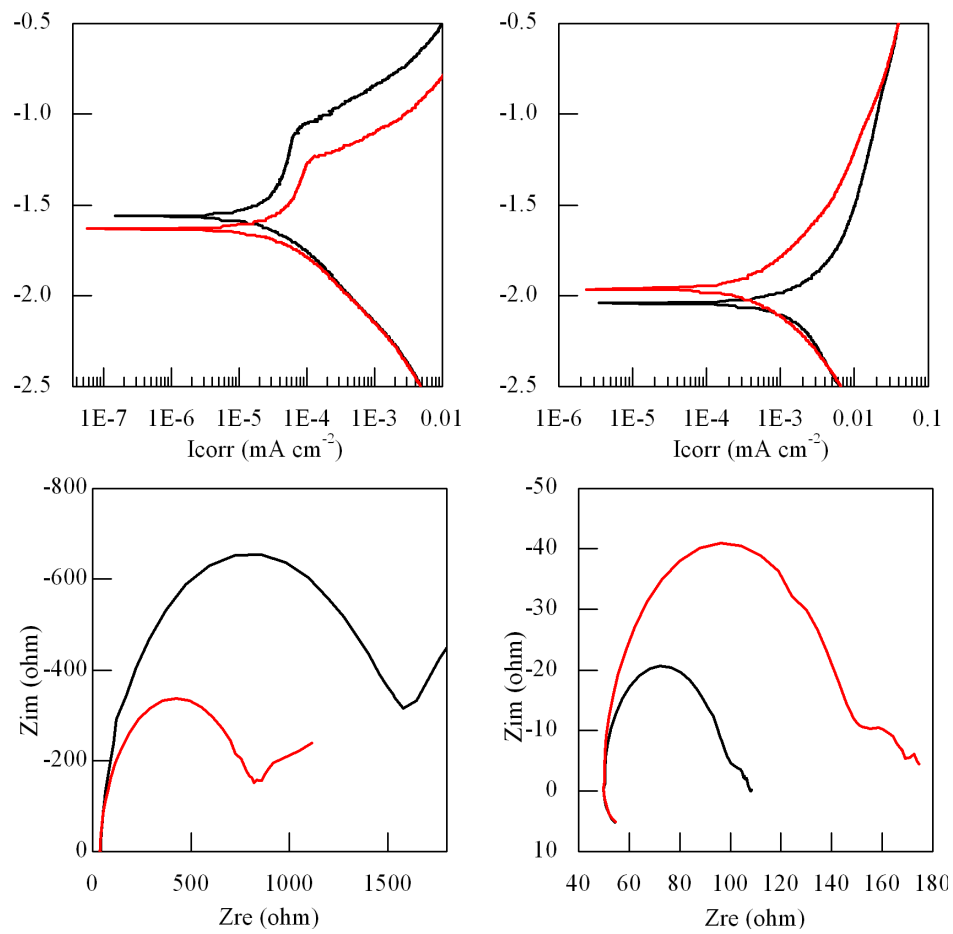 -0.5
-1.0
-1.5
-2.0
-2.5
1E-7 1E-6 1E-5 1E-4 1E-3 0.01
Icorr (mA cm-2)
-0.5
-1.0
-1.5
-2.0
-2.5
1E-6 1E-5 1E-4 1E-3 0.01 0.1
Icorr (mA cm-2)
-800
-600
-400
-200
0
Zim (ohm)
0 500 1000 1500
Zre (ohm)
-50
-40
-30
-20
-10
0
10
Zim (ohm)
40 60 80 100 120 140 160 180
Zre (ohm)